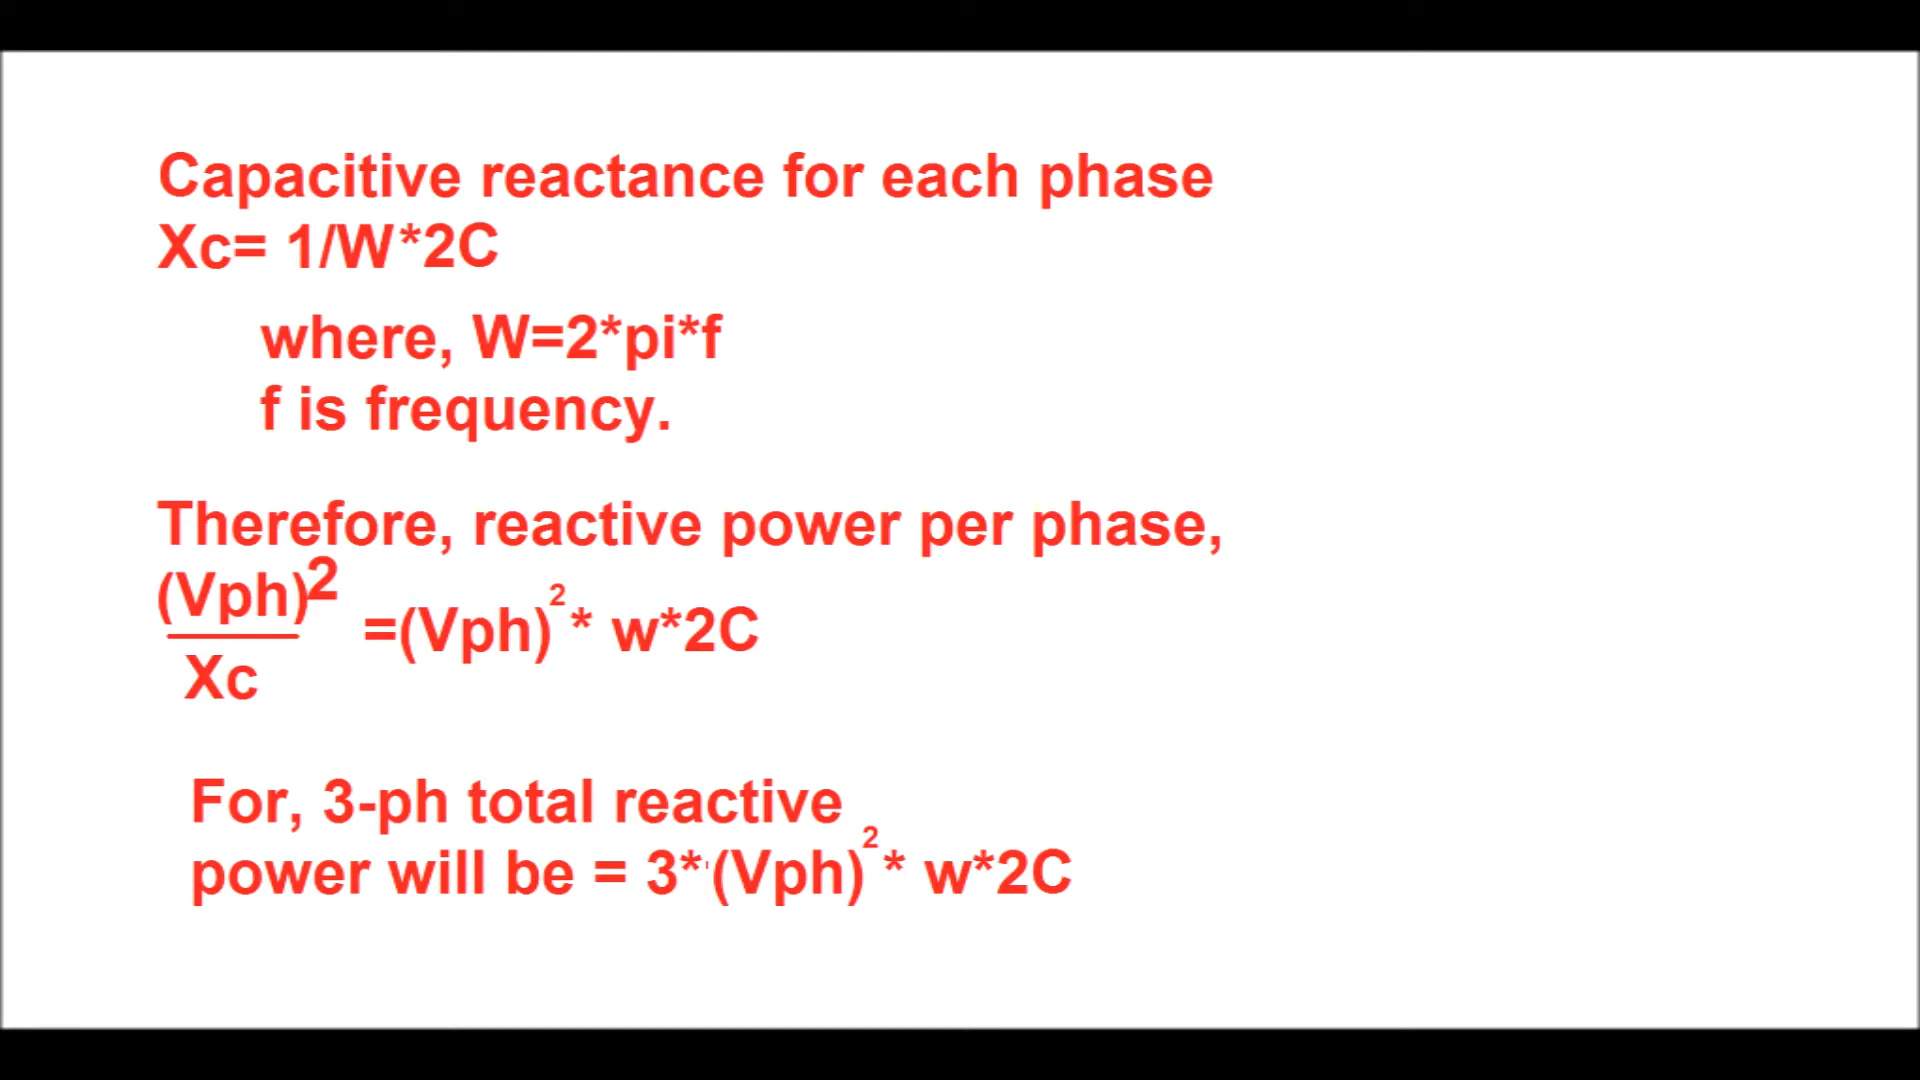 Capacitive reactance for each phase
Xc= 1/W*2C
where, W=2*pi*f
f is frequency.
Therefore, reactive power per phase,
(Vph)2
Xc
=(Vph)2* w*2C
For, 3-ph total reactive
power will be = 3*(Vph)2* w*2C